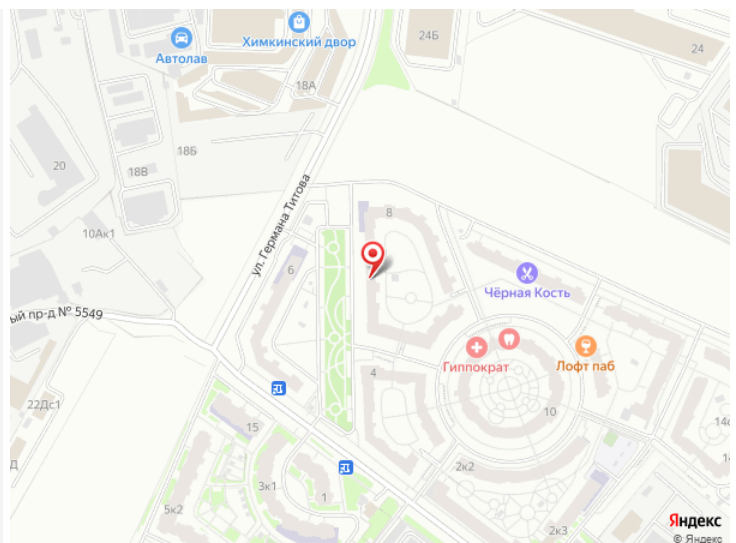 Химкинский двор
24Б
24
Автолав
18А
18Б
20
18В
ул. Германа Титова
8
10Ак1
6
Чёрная Кость
ый пр-д № 5549
Гиппократ
Лофт паб
4
22Дс1
10
14с
15
2к2
14
Д
3к1
1
5к2
2к3
Яндекс
© Яндекс